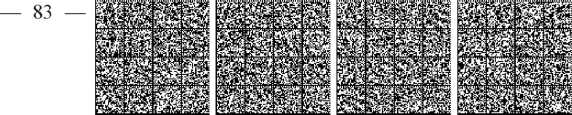 — 83 —